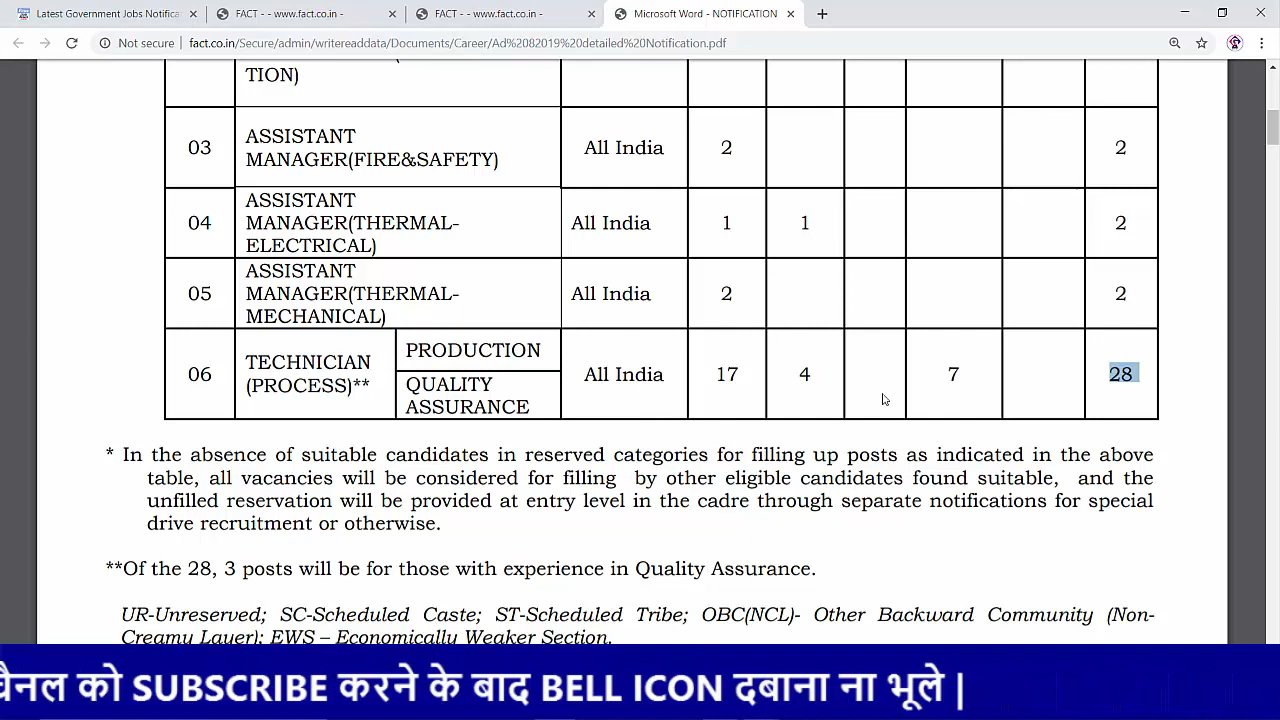 Latest Government Jobs Notifica
FACT - - www.fact.co.in -
FACT - - www.fact.co.in -
Microsoft Word - NOTIFICATION
Not secure | fact.co.in/Secure/admin/writereaddata/Documents/Career/Ad%2082019%20detailed%20Notification.pdf
TION)
03 ASSISTANT MANAGER(FIRE&SAFETY) All India 2 2
04 ASSISTANT MANAGER(THERMAL-ELECTRICAL) All India 1 1 2
05 ASSISTANT MANAGER(THERMAL-MECHANICAL) All India 2 2
06 TECHNICIAN (PROCESS)** PRODUCTION QUALITY ASSURANCE All India 17 4 7 28
* In the absence of suitable candidates in reserved categories for filling up posts as indicated in the above
table, all vacancies will be considered for filling by other eligible candidates found suitable, and the
unfilled reservation will be provided at entry level in the cadre through separate notifications for special
drive recruitment or otherwise.
**Of the 28, 3 posts will be for those with experience in Quality Assurance.
UR-Unreserved; SC-Scheduled Caste; ST-Scheduled Tribe; OBC(NCL)- Other Backward Community (Non-
Creamy Layer); EWS – Economically Weaker Section.
चैनल को SUBSCRIBE करने के बाद BELL ICON दबाना ना भूले |